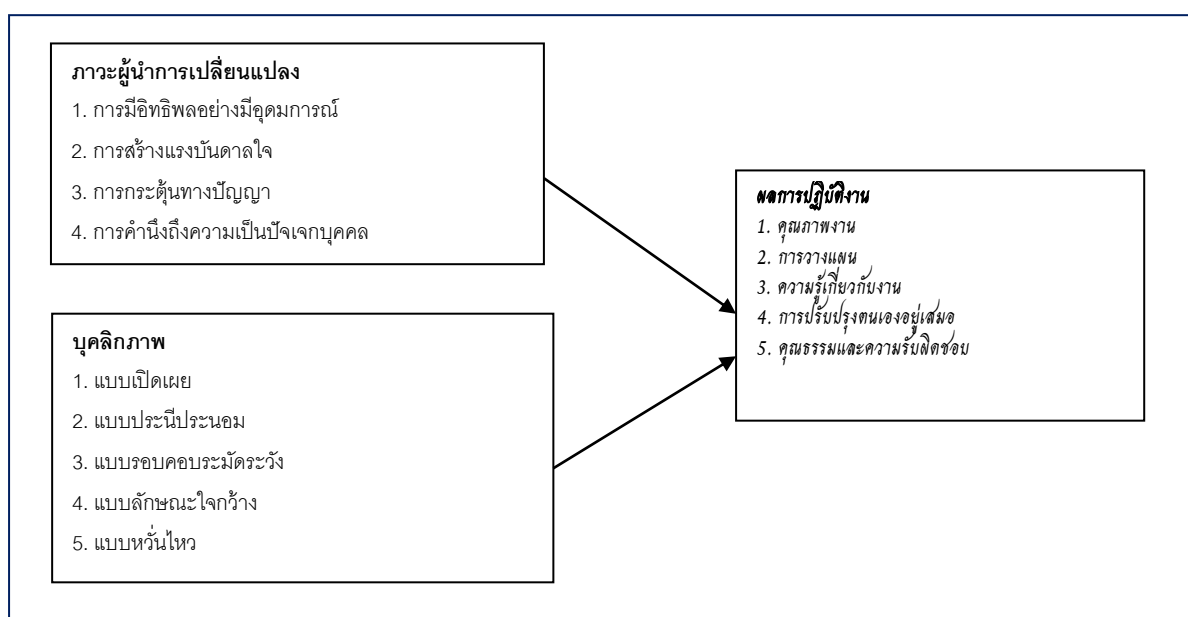 ภาวะผู้นำการเปลี่ยนแปลง
1. การมีอิทธิพลอย่างมีอุดมการณ์
2. การสร้างแรงบันดาลใจ
3. การกระตุ้นทางปัญญา
4. การคำนึงถึงความเป็นปัจเจกบุคคล
บุคลิกภาพ
1. แบบเปิดเผย
2. แบบประนีประนอม
3. แบบรอบคอบระมัดระวัง
4. แบบลักษณะใจกว้าง
5. แบบหวั่นไหว
ผลการปฏิบัติงาน
1. คุณภาพงาน
2. การวางแผน
3. ความรู้เกี่ยวกับงาน
4. การปรับปรุงตนเองอยู่เสมอ
5. คุณธรรมและความรับผิดชอบ